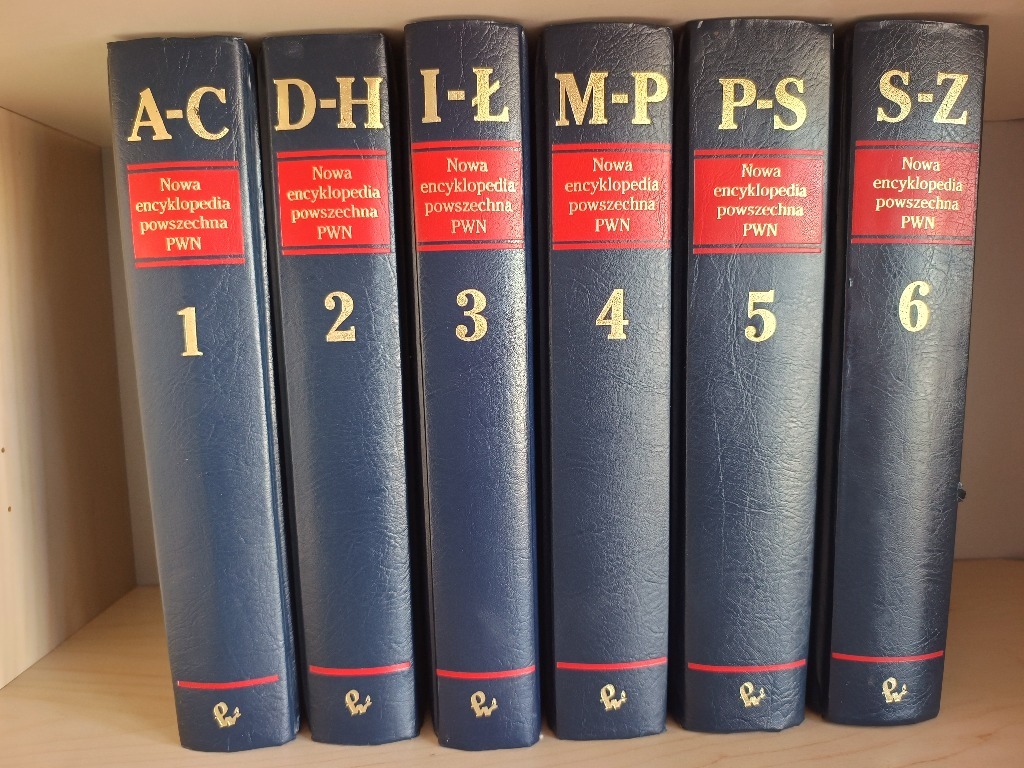 A-C
Nowa
encyklopedia
powszechna
PWN
1
D-H
Nowa
encyklopedia
powszechna
PWN
2
I-Ł
Nowa
encyklopedia
powszechna
PWN
3
M-P
Nowa
encyklopedia
powszechna
PWN
4
P-S
Nowa
encyklopedia
powszechna
PWN
5
S-Z
Nowa
encyklopedia
powszechna
PWN
6